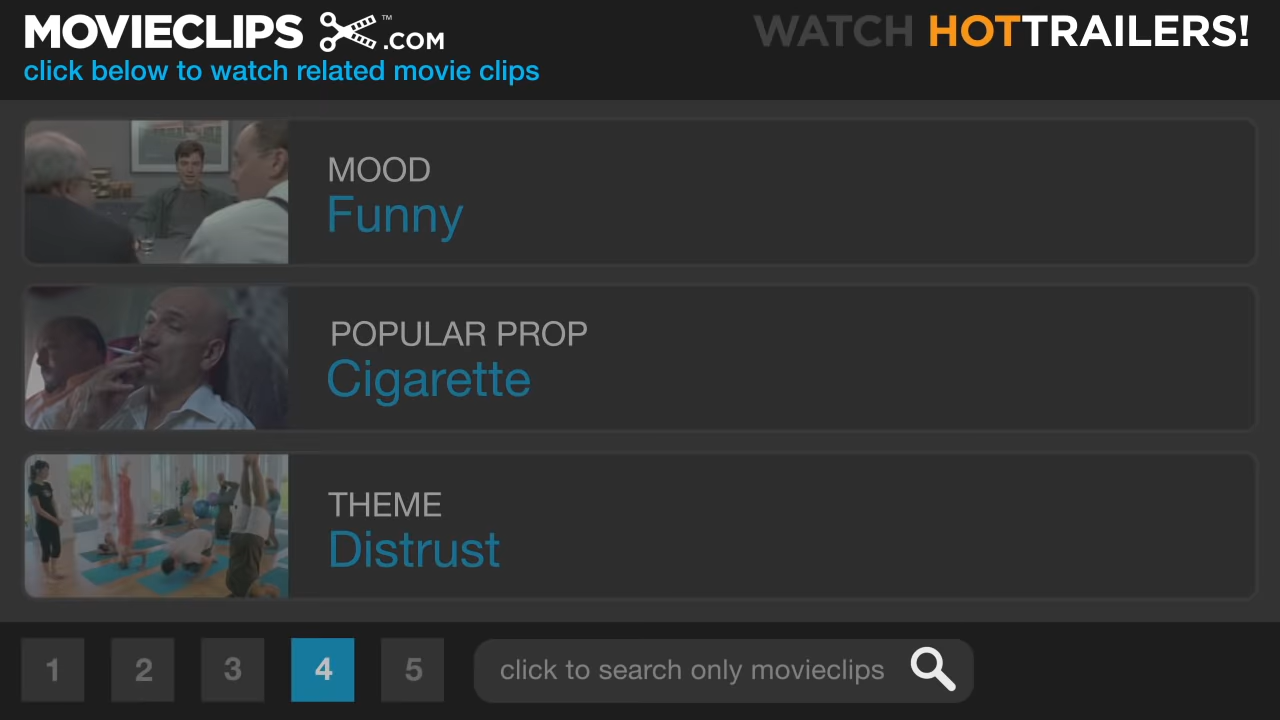 MOVIECLIPS ™ .COM
WATCH HOTTRAILERS!
click below to watch related movie clips
MOOD
Funny
POPULAR PROP
Cigarette
THEME
Distrust
1 2 3 4 5 click to search only movieclips